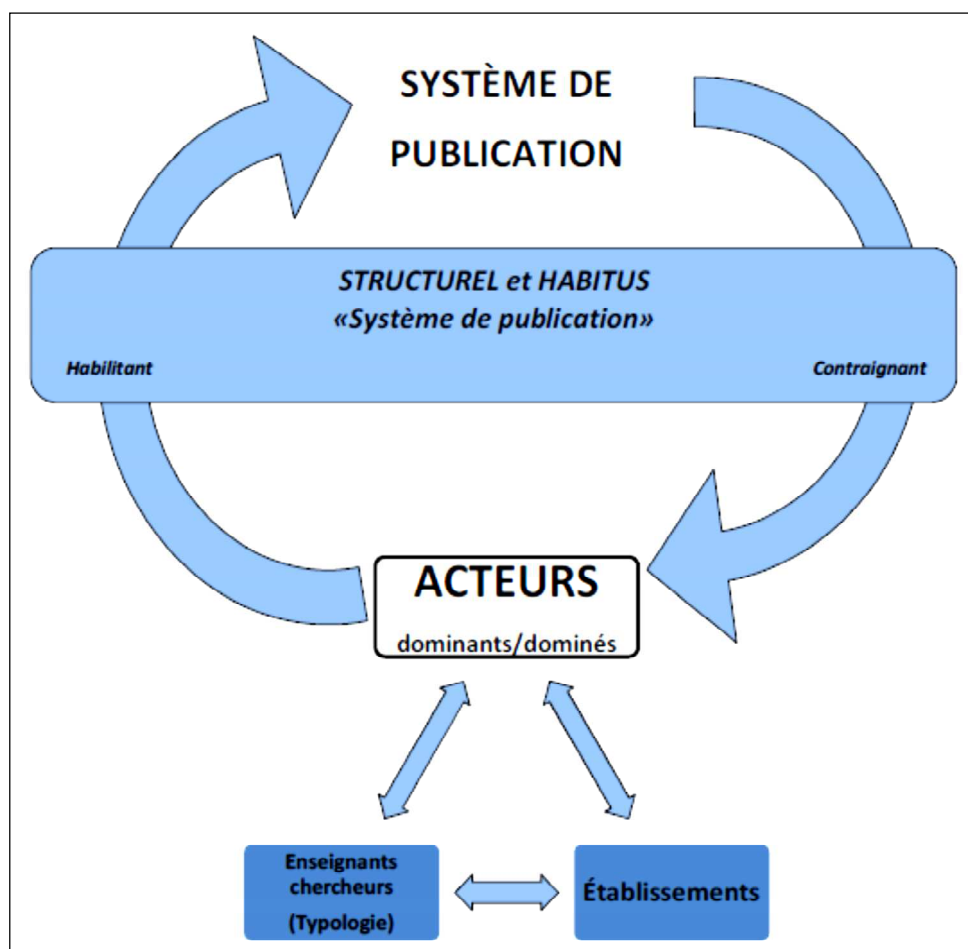 SYSTÈME DE
PUBLICATION
STRUCTUREL et HABITUS
«Système de publication»
Habilitant
Contraignant
ACTEURS
dominants/dominés
Enseignants
chercheurs
(Typologie)
Établissements